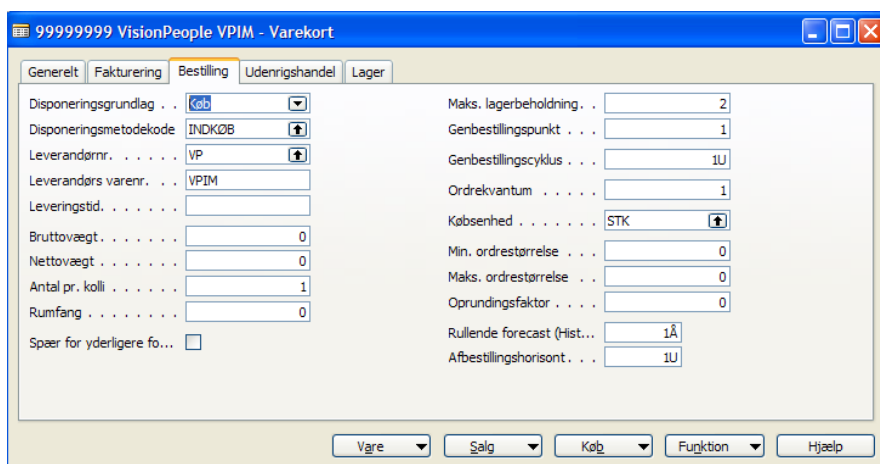 99999999 VisionPeople VPIM - Varekort
Generelt Fakturering Bestilling Udenrigshandel Lager
Disponeringsgrundlag . . Køb
Disponeringsmetodekode INDKØB
Leverandørnr. . . . . . VP
Leverandørs varenr. . . VPIM
Leveringstid. . . . . . .
Bruttovægt . . . . . . . 0
Nettovægt . . . . . . . 0
Antal pr. kolli . . . . . . 1
Rumfang . . . . . . . . 0
Spær for yderligere fo...
Maks. lagerbeholdning. . 2
Genbestillingspunkt . . . 1
Genbestillingscyklus . . . 1U
Ordrekvantum . . . . . 1
Købsenhed . . . . . . . STK
Min. ordrestørrelse . . . 0
Maks. ordrestørrelse . . 0
Oprundingsfaktor . . . . 0
Rullende forecast (Hist... 1Å
Afbestillingshorisont . . . 1U
Vare Salg Køb Funktion Hjælp